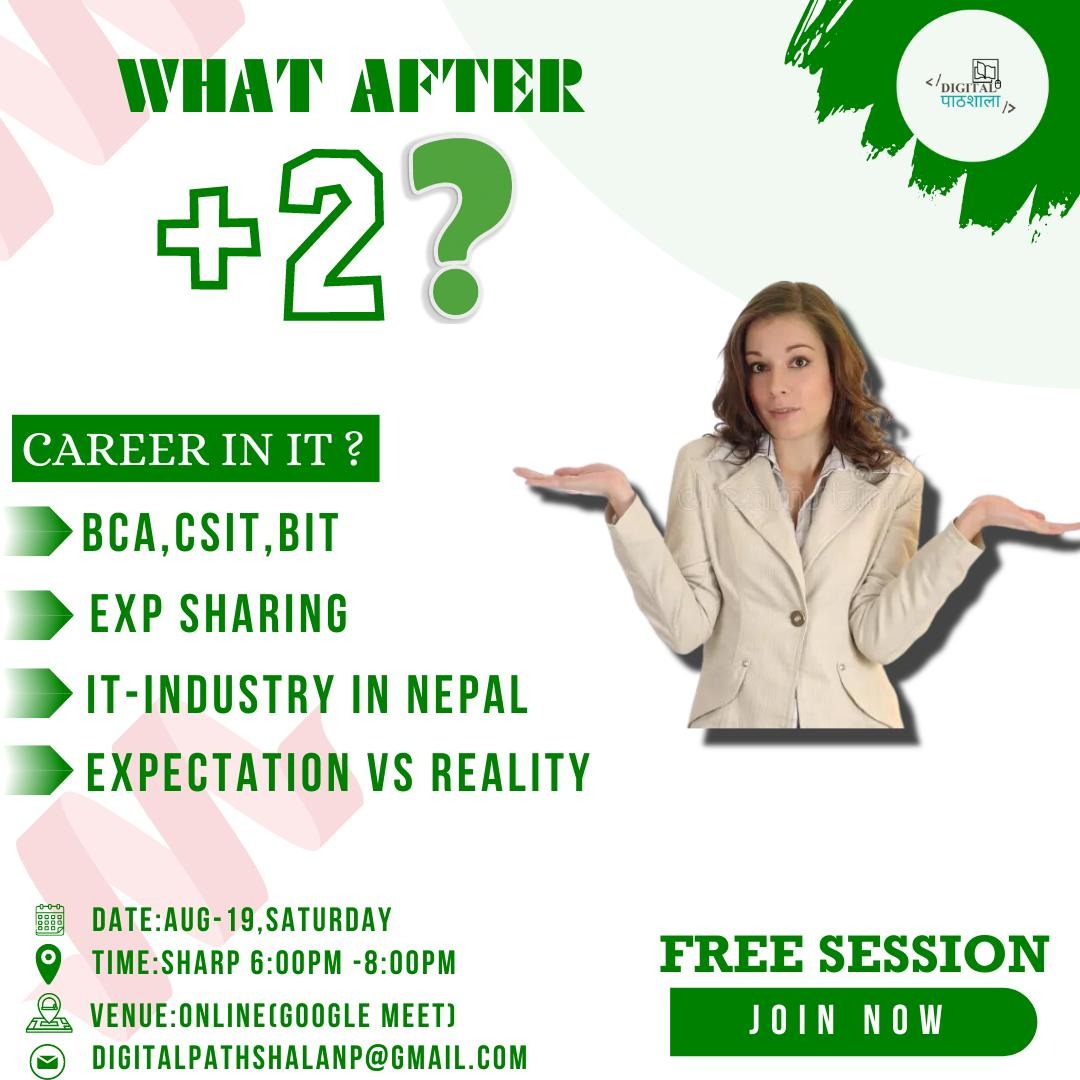 WHAT AFTER
+2?
</DIGITAL
पाठशाला/>
CAREER IN IT ?
BCA,CSIT,BIT
EXP SHARING
IT-INDUSTRY IN NEPAL
EXPECTATION VS REALITY
DATE:AUG-19,SATURDAY
TIME:SHARP 6:00PM -8:00PM
VENUE:ONLINE(GOOGLE MEET)
DIGITALPATHSHALANP@GMAIL.COM
FREE SESSION
JOIN NOW